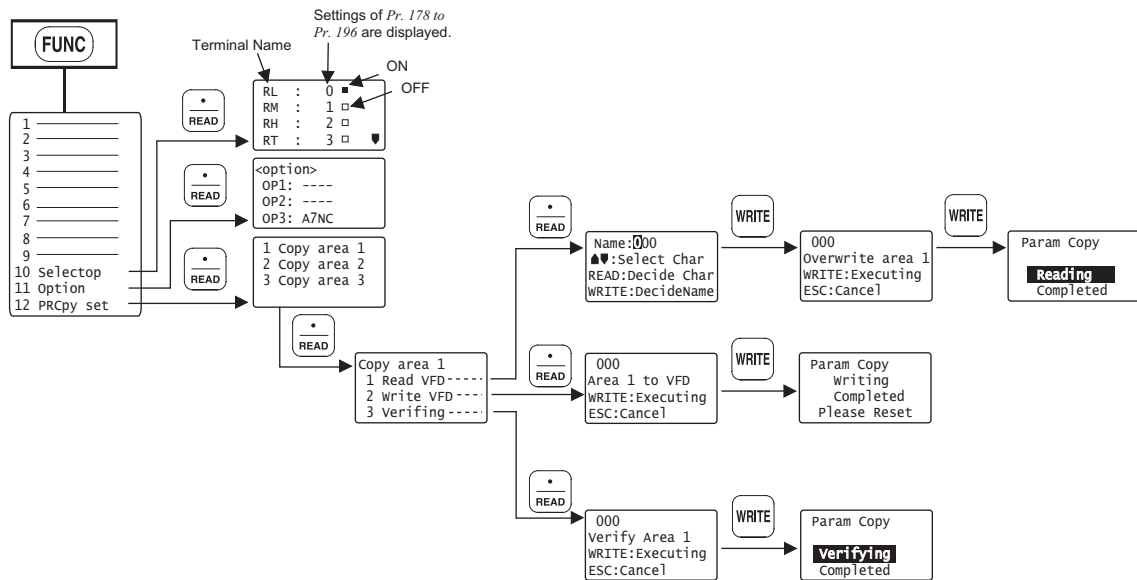 FUNC
1
2
3
4
5
6
7
8
9
10 Selectop
11 Option
12 PRCpy set
Terminal Name
Settings of Pr. 178 to
Pr. 196 are displayed.
ON
OFF
READ
RL : 0
RM : 1
RH : 2
RT : 3
READ
<option>
OP1: ----
OP2: ----
OP3: A7NC
READ
1 Copy area 1
2 Copy area 2
3 Copy area 3
READ
Copy area 1
1 Read VFD-----
2 Write VFD----
3 Verifing-----
READ
Name:000
:Select Char
READ:Decide Char
WRITE:DecideName
WRITE
000
Overwrite area 1
WRITE:Executing
ESC:Cancel
WRITE
Param Copy
Reading
Completed
READ
000
Area 1 to VFD
WRITE:Executing
ESC:Cancel
WRITE
Param Copy
Writing
Completed
Please Reset
READ
000
Verify Area 1
WRITE:Executing
ESC:Cancel
WRITE
Param Copy
Verifying
Completed